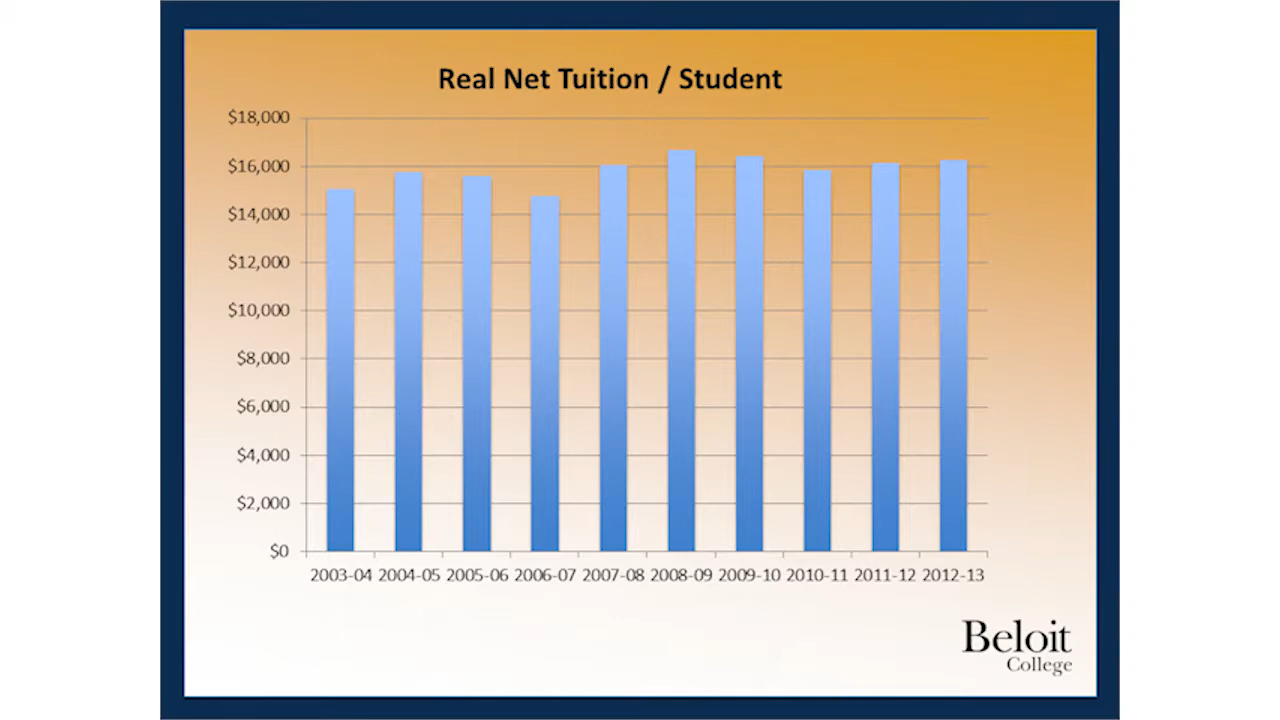 Real Net Tuition / Student
$18,000
$16,000
$14,000
$12,000
$10,000
$8,000
$6,000
$4,000
$2,000
$0
2003-04 2004-05 2005-06 2006-07 2007-08 2008-09 2009-10 2010-11 2011-12 2012-13
Beloit
College